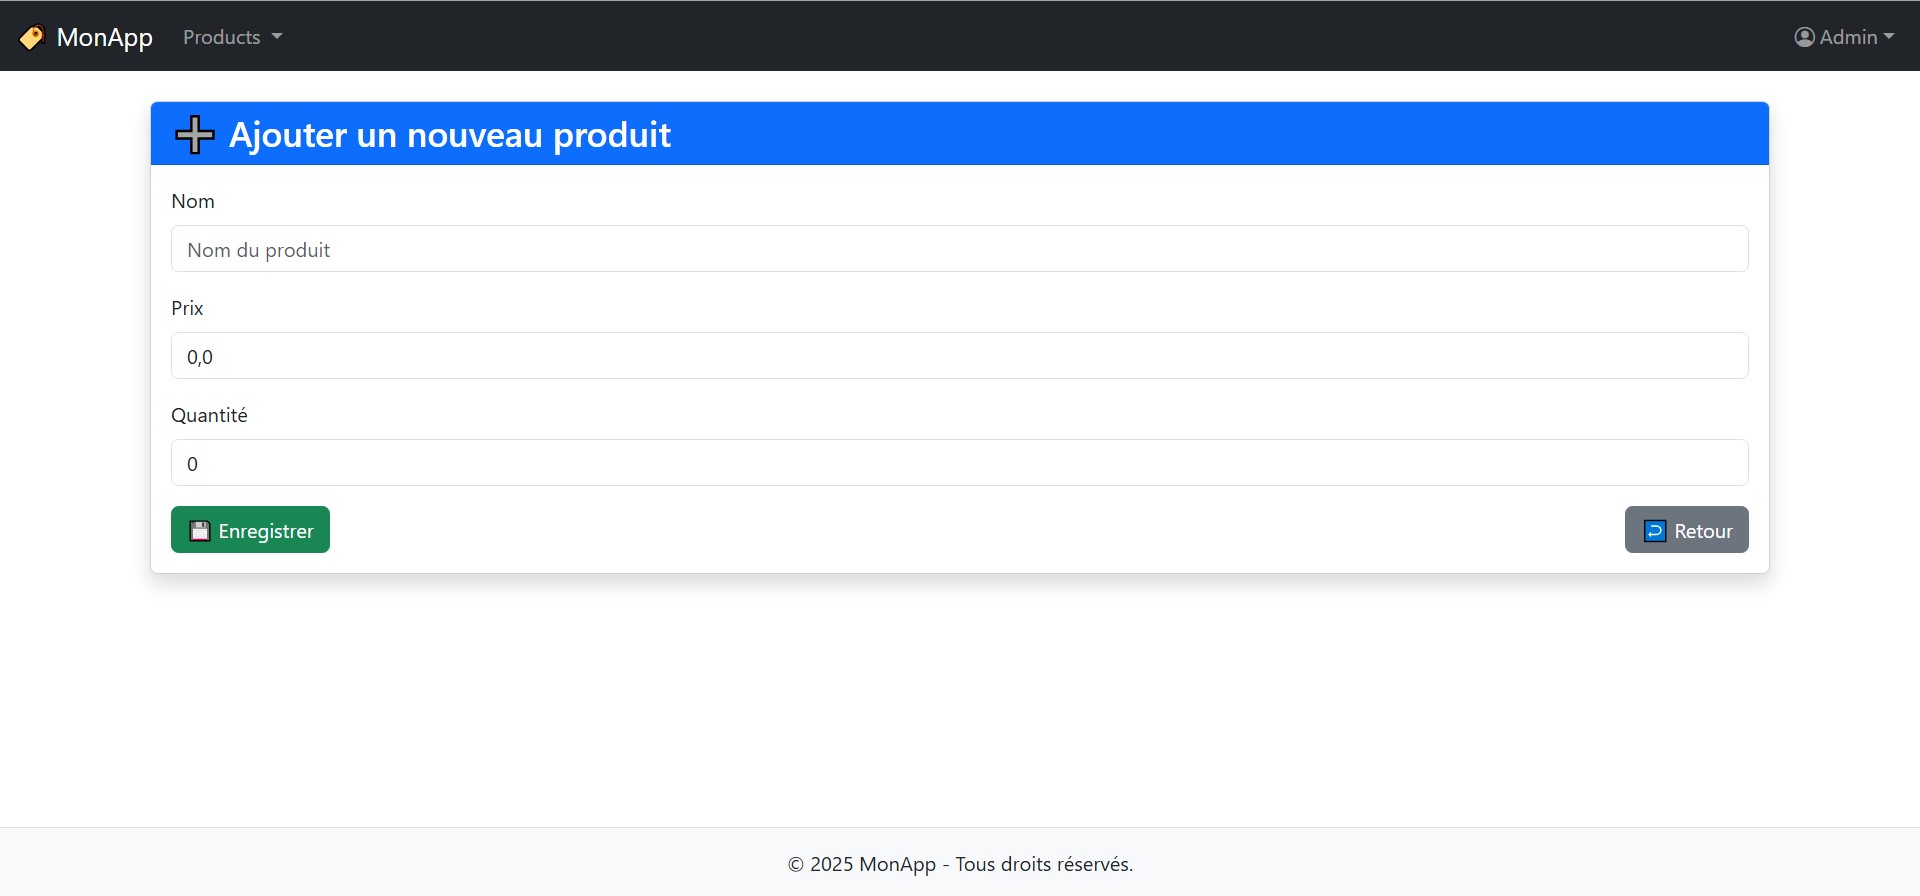 MonApp Products Admin
Ajouter un nouveau produit
Nom
Nom du produit
Prix
0,0
Quantité
0
Enregistrer Retour
© 2025 MonApp - Tous droits réservés.